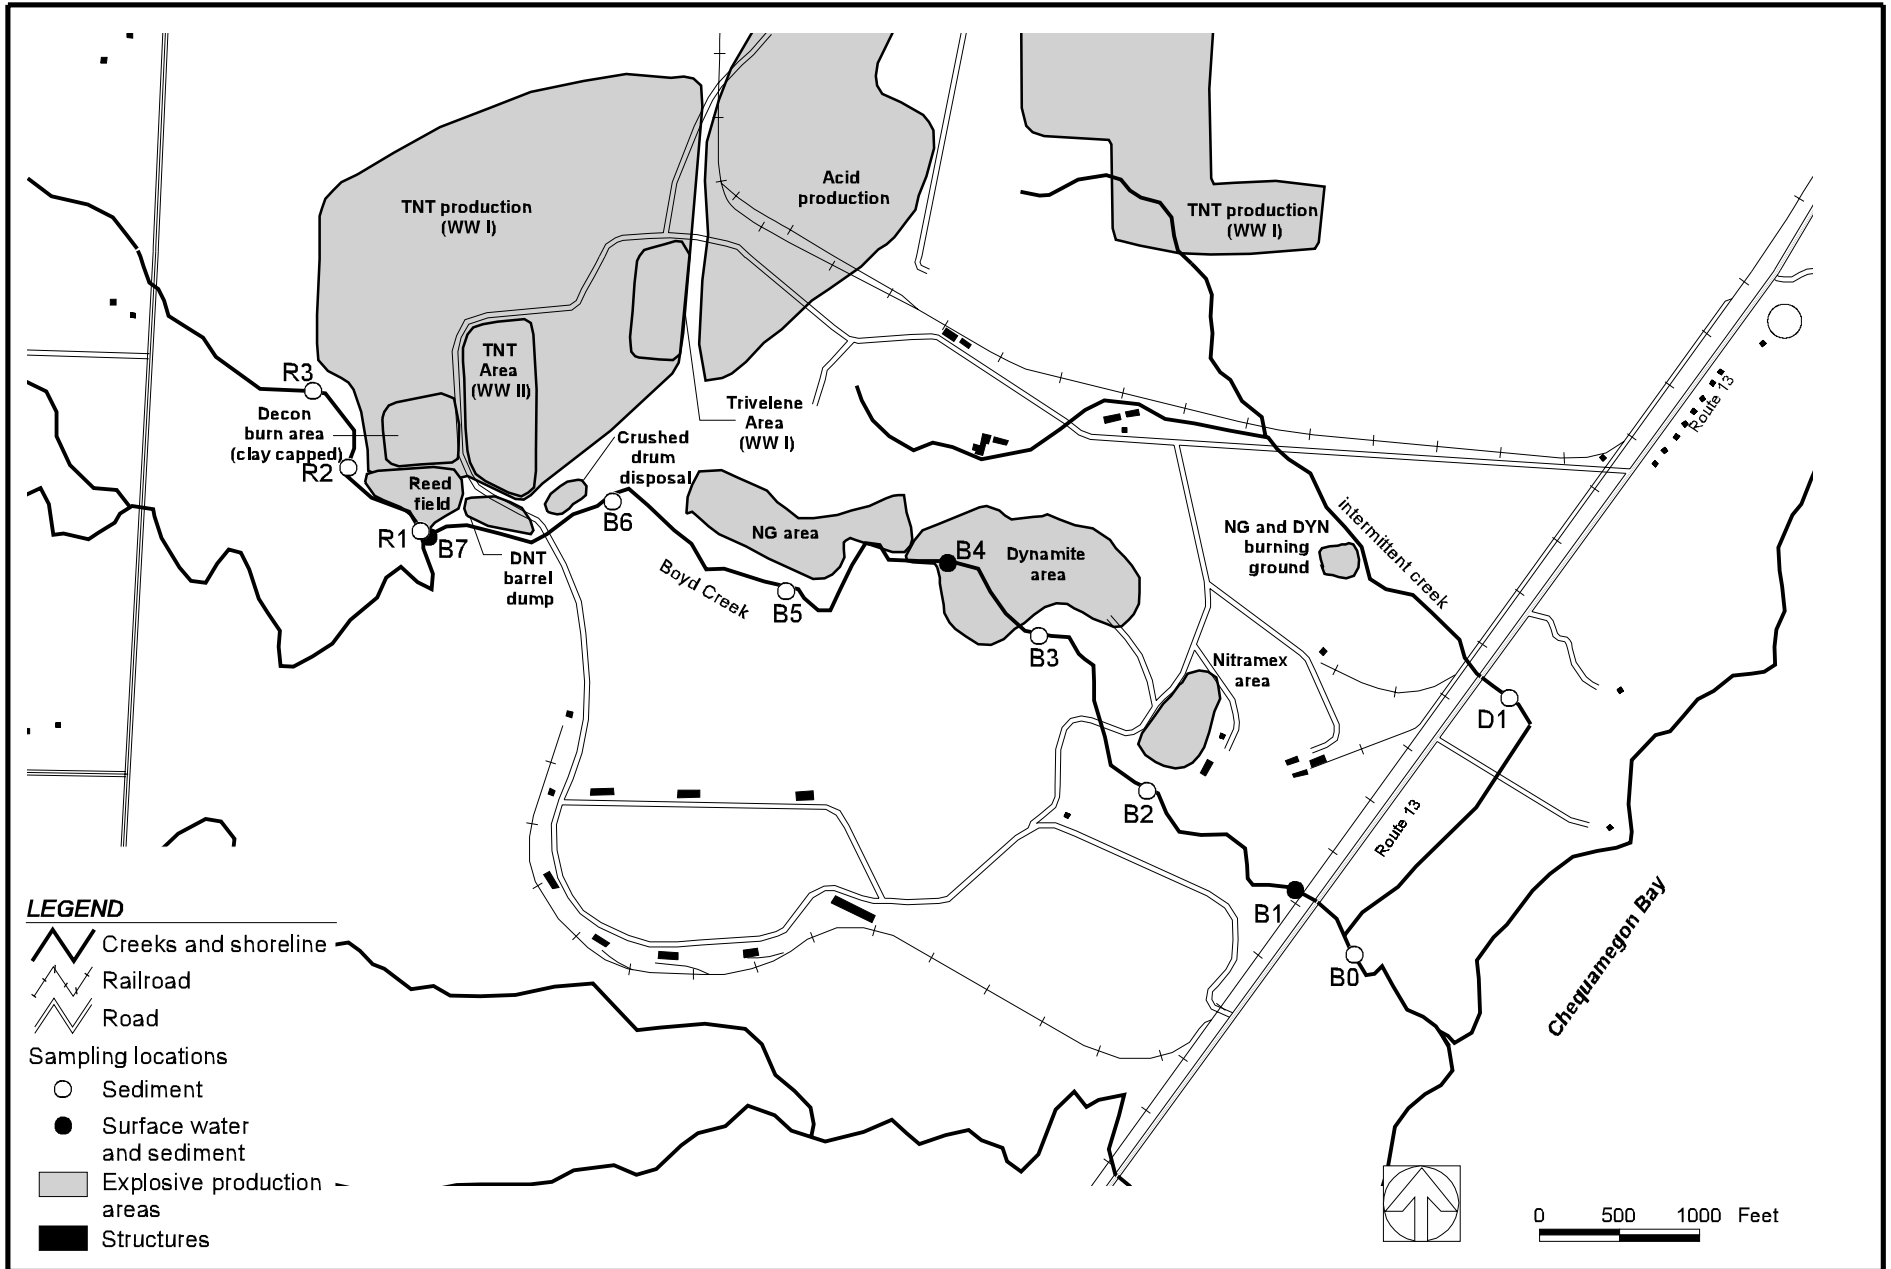 TNT production
(WW I)
Acid
production
TNT production
(WW I)
TNT
Area
(WW II)
R3
Decon
burn area
(clay capped)
R2
Trivelene
Area
(WW I)
Crushed
drum
disposal
Route 13
Reed
field
R1
B7
B6
DNT
barrel
dump
NG area
Boyd Creek
B5
B4
Dynamite
area
B3
NG and DYN
burning
ground
intermittent creek
Nitramex
area
D1
B2
Route 13
B1
B0
Chequamegon Bay
LEGEND
Creeks and shoreline
Railroad
Road
Sampling locations
Sediment
Surface water
and sediment
Explosive production
areas
Structures
0 500 1000 Feet